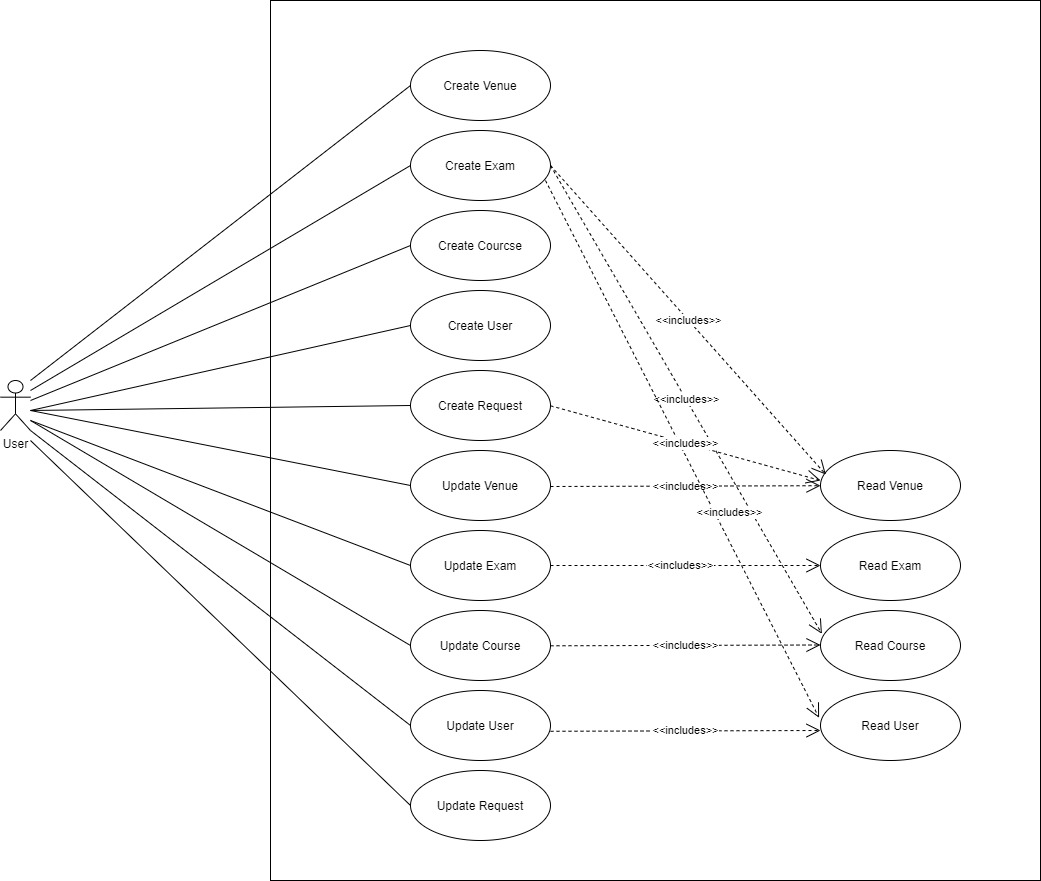 Create Venue
Create Exam
Create Courcse
Create User
<<includes>>
<<includes>>
Create Request
User
<<includes>>
Update Venue
<<includes>>
Read Venue
<<includes>>
Update Exam
<<includes>>
Read Exam
Update Course
<<includes>>
Read Course
Update User
<<includes>>
Read User
Update Request